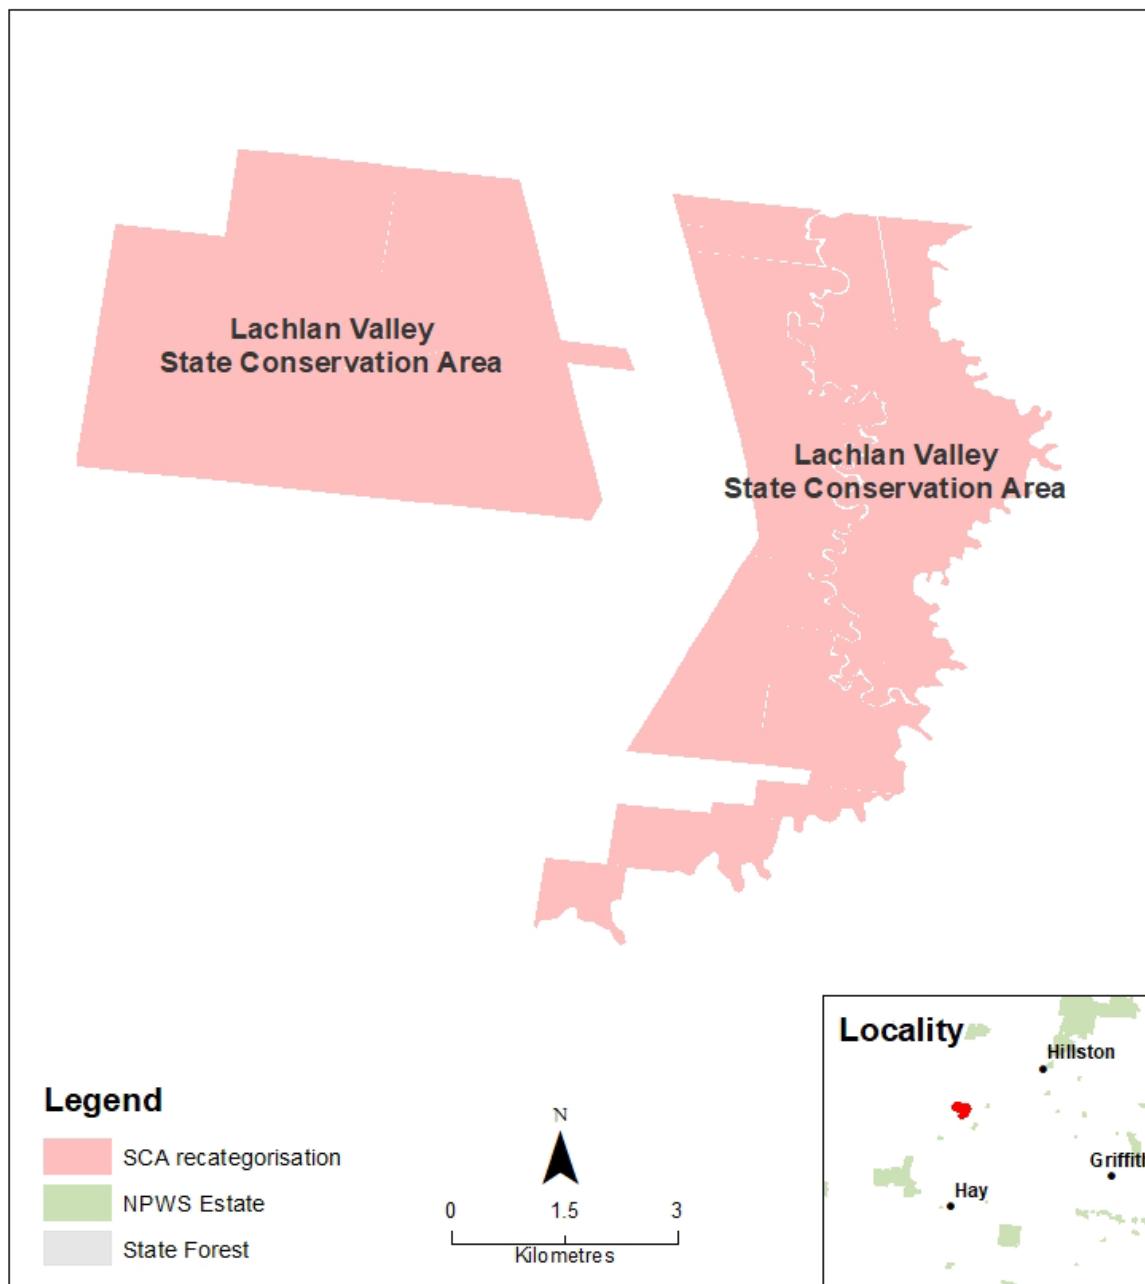 Lachlan Valley
State Conservation Area
Lachlan Valley
State Conservation Area
Locality
Hillston
Griffith
Hay
Legend
SCA recategorisation
NPWS Estate
State Forest
N
0 1.5 3
Kilometres